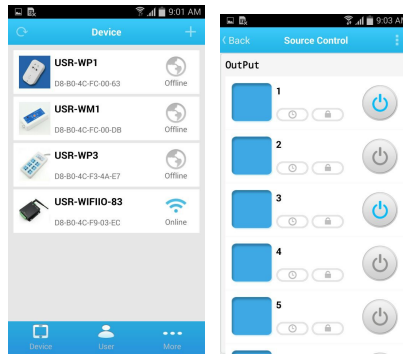 9:01 AM
Device
USR-WP1
D8-B0-4C-FC-00-63
Offline
USR-WM1
D8-B0-4C-FC-00-DB
Offline
USR-WP3
D8-B0-4C-F3-4A-E7
Offline
USR-WIFIIO-83
D8-B0-4C-F9-03-EC
Online
Device User More
9:03 AM
Back Source Control
OutPut
1
2
3
4
5